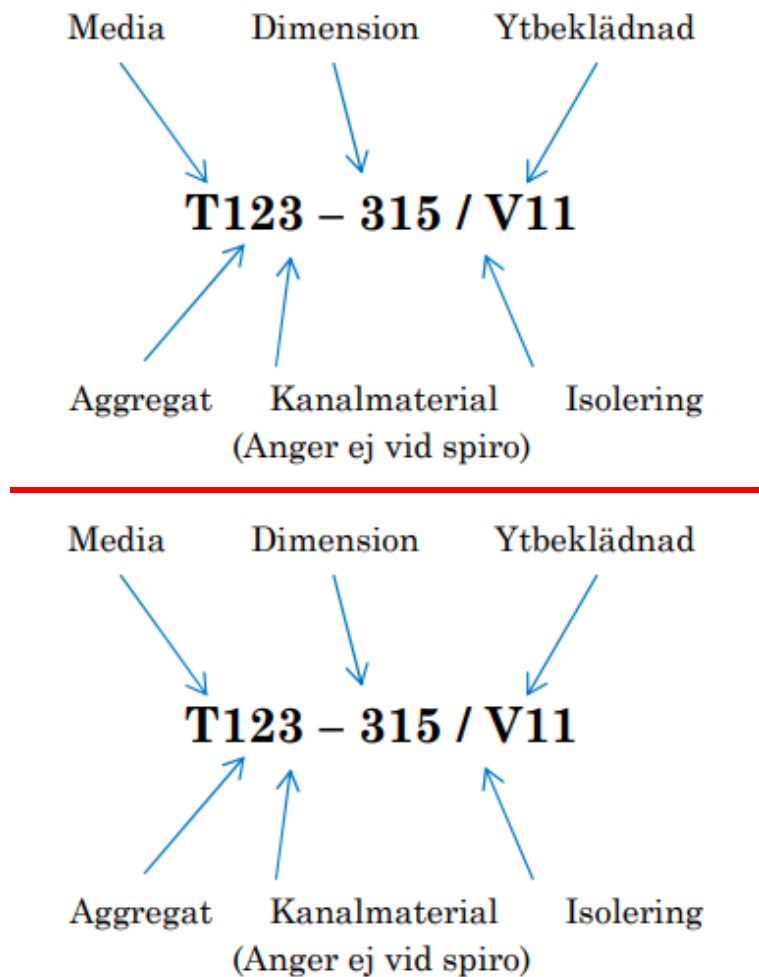 Media Dimension Ytbeklädnad
T123 – 315 / V11
Aggregat Kanalmaterial Isolering
(Anger ej vid spiro)
Media Dimension Ytbeklädnad
T123 – 315 / V11
Aggregat Kanalmaterial Isolering
(Anger ej vid spiro)